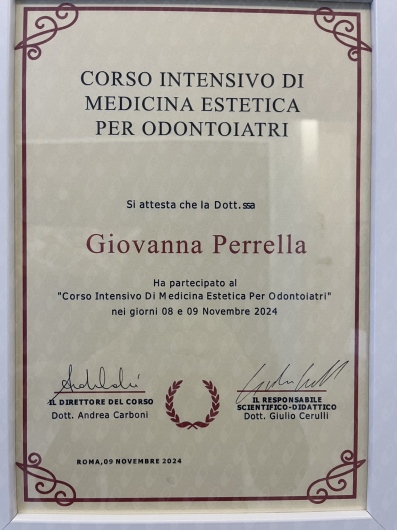 CORSO INTENSIVO DI
MEDICINA ESTETICA
PER ODONTOIATRI
Si attesta che la Dott.ssa
Giovanna Perrella
Ha partecipato al
"Corso Intensivo Di Medicina Estetica Per Odontoiatri"
nei giorni 08 e 09 Novembre 2024
IL DIRETTORE DEL CORSO
Dott. Andrea Carboni
IL RESPONSABILE
SCIENTIFICO-DIDATTICO
Dott. Giulio Cerulli
ROMA,09 NOVEMBRE 2024